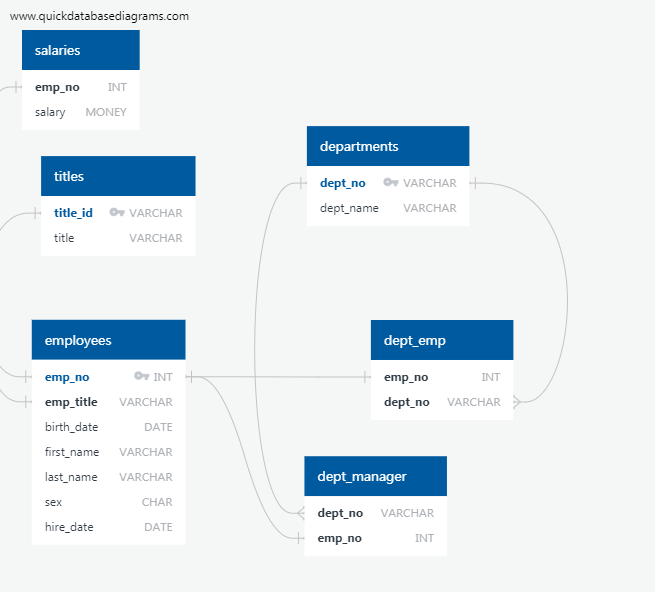 www.quickdatabasediagrams.com
salaries
emp_no INT
salary MONEY
titles
title_id VARCHAR
title VARCHAR
employees
emp_no INT
emp_title VARCHAR
birth_date DATE
first_name VARCHAR
last_name VARCHAR
sex CHAR
hire_date DATE
departments
dept_no VARCHAR
dept_name VARCHAR
dept_emp
emp_no INT
dept_no VARCHAR
dept_manager
dept_no VARCHAR
emp_no INT